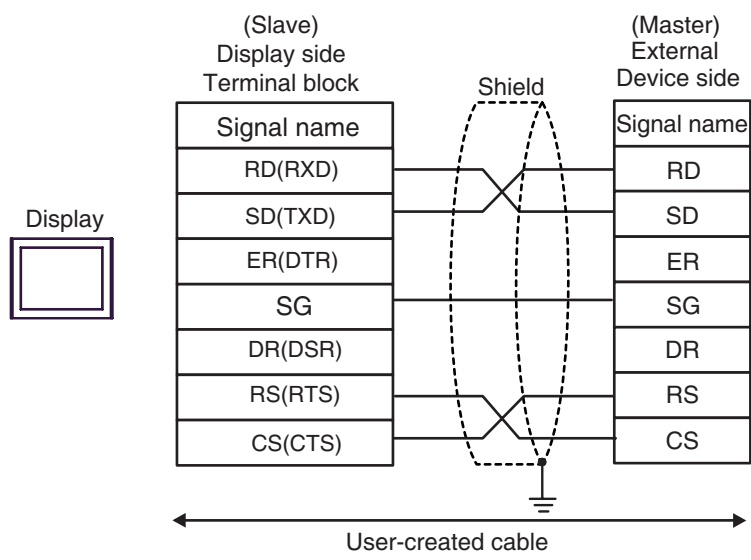 (Slave)
Display side
Terminal block
(Master)
External
Device side
Shield
Signal name
Signal name
RD(RXD)
RD
SD(TXD)
SD
Display
ER(DTR)
ER
SG
SG
DR(DSR)
DR
RS(RTS)
RS
CS(CTS)
CS
User-created cable